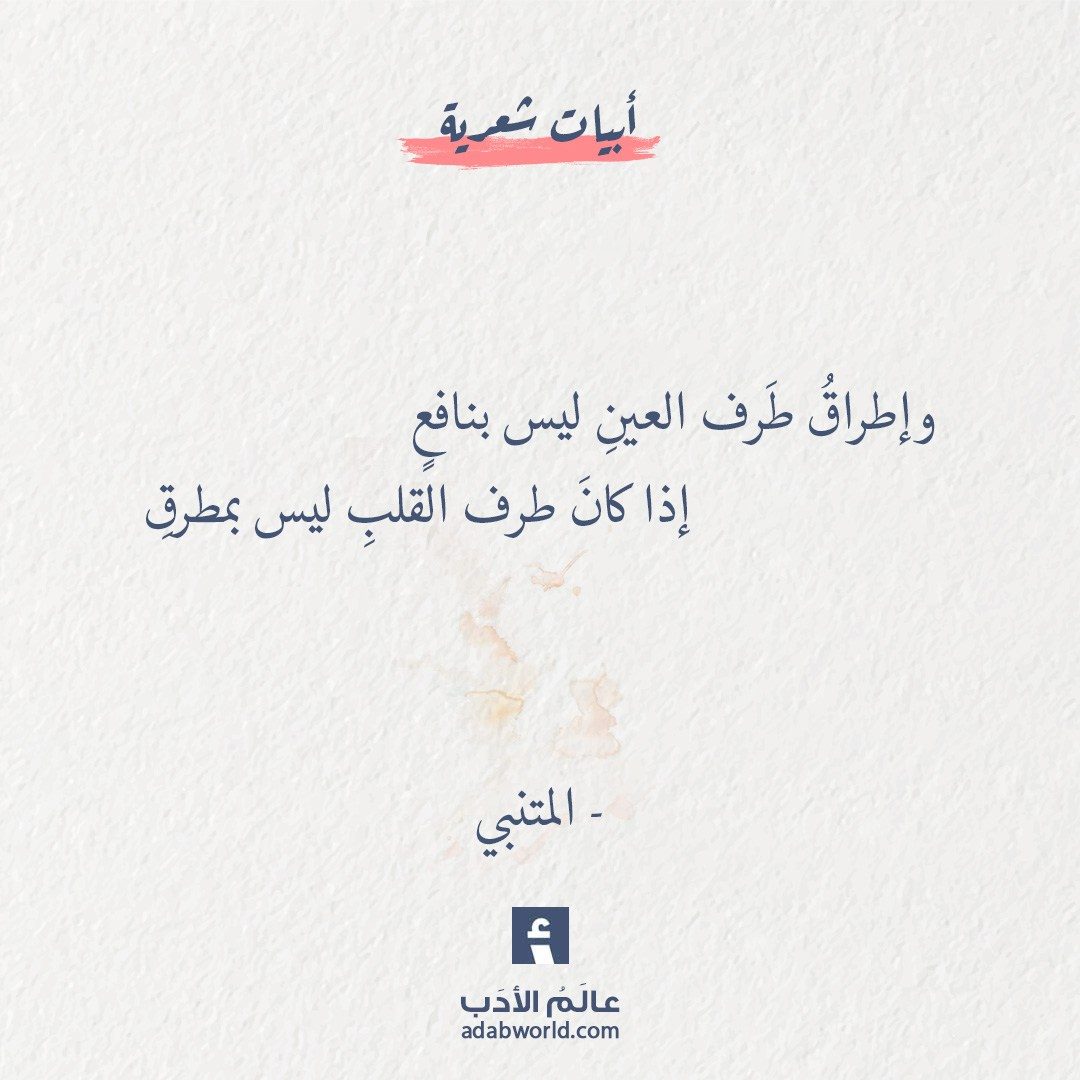 أبيات شعرية
وإطراقُ طَرف العينِ ليس بنافعٍ
إذا كانَ طرف القلبِ ليس بمطرقِ
- المتنبي
أ
عالَمُ الأدَب
adabworld.com